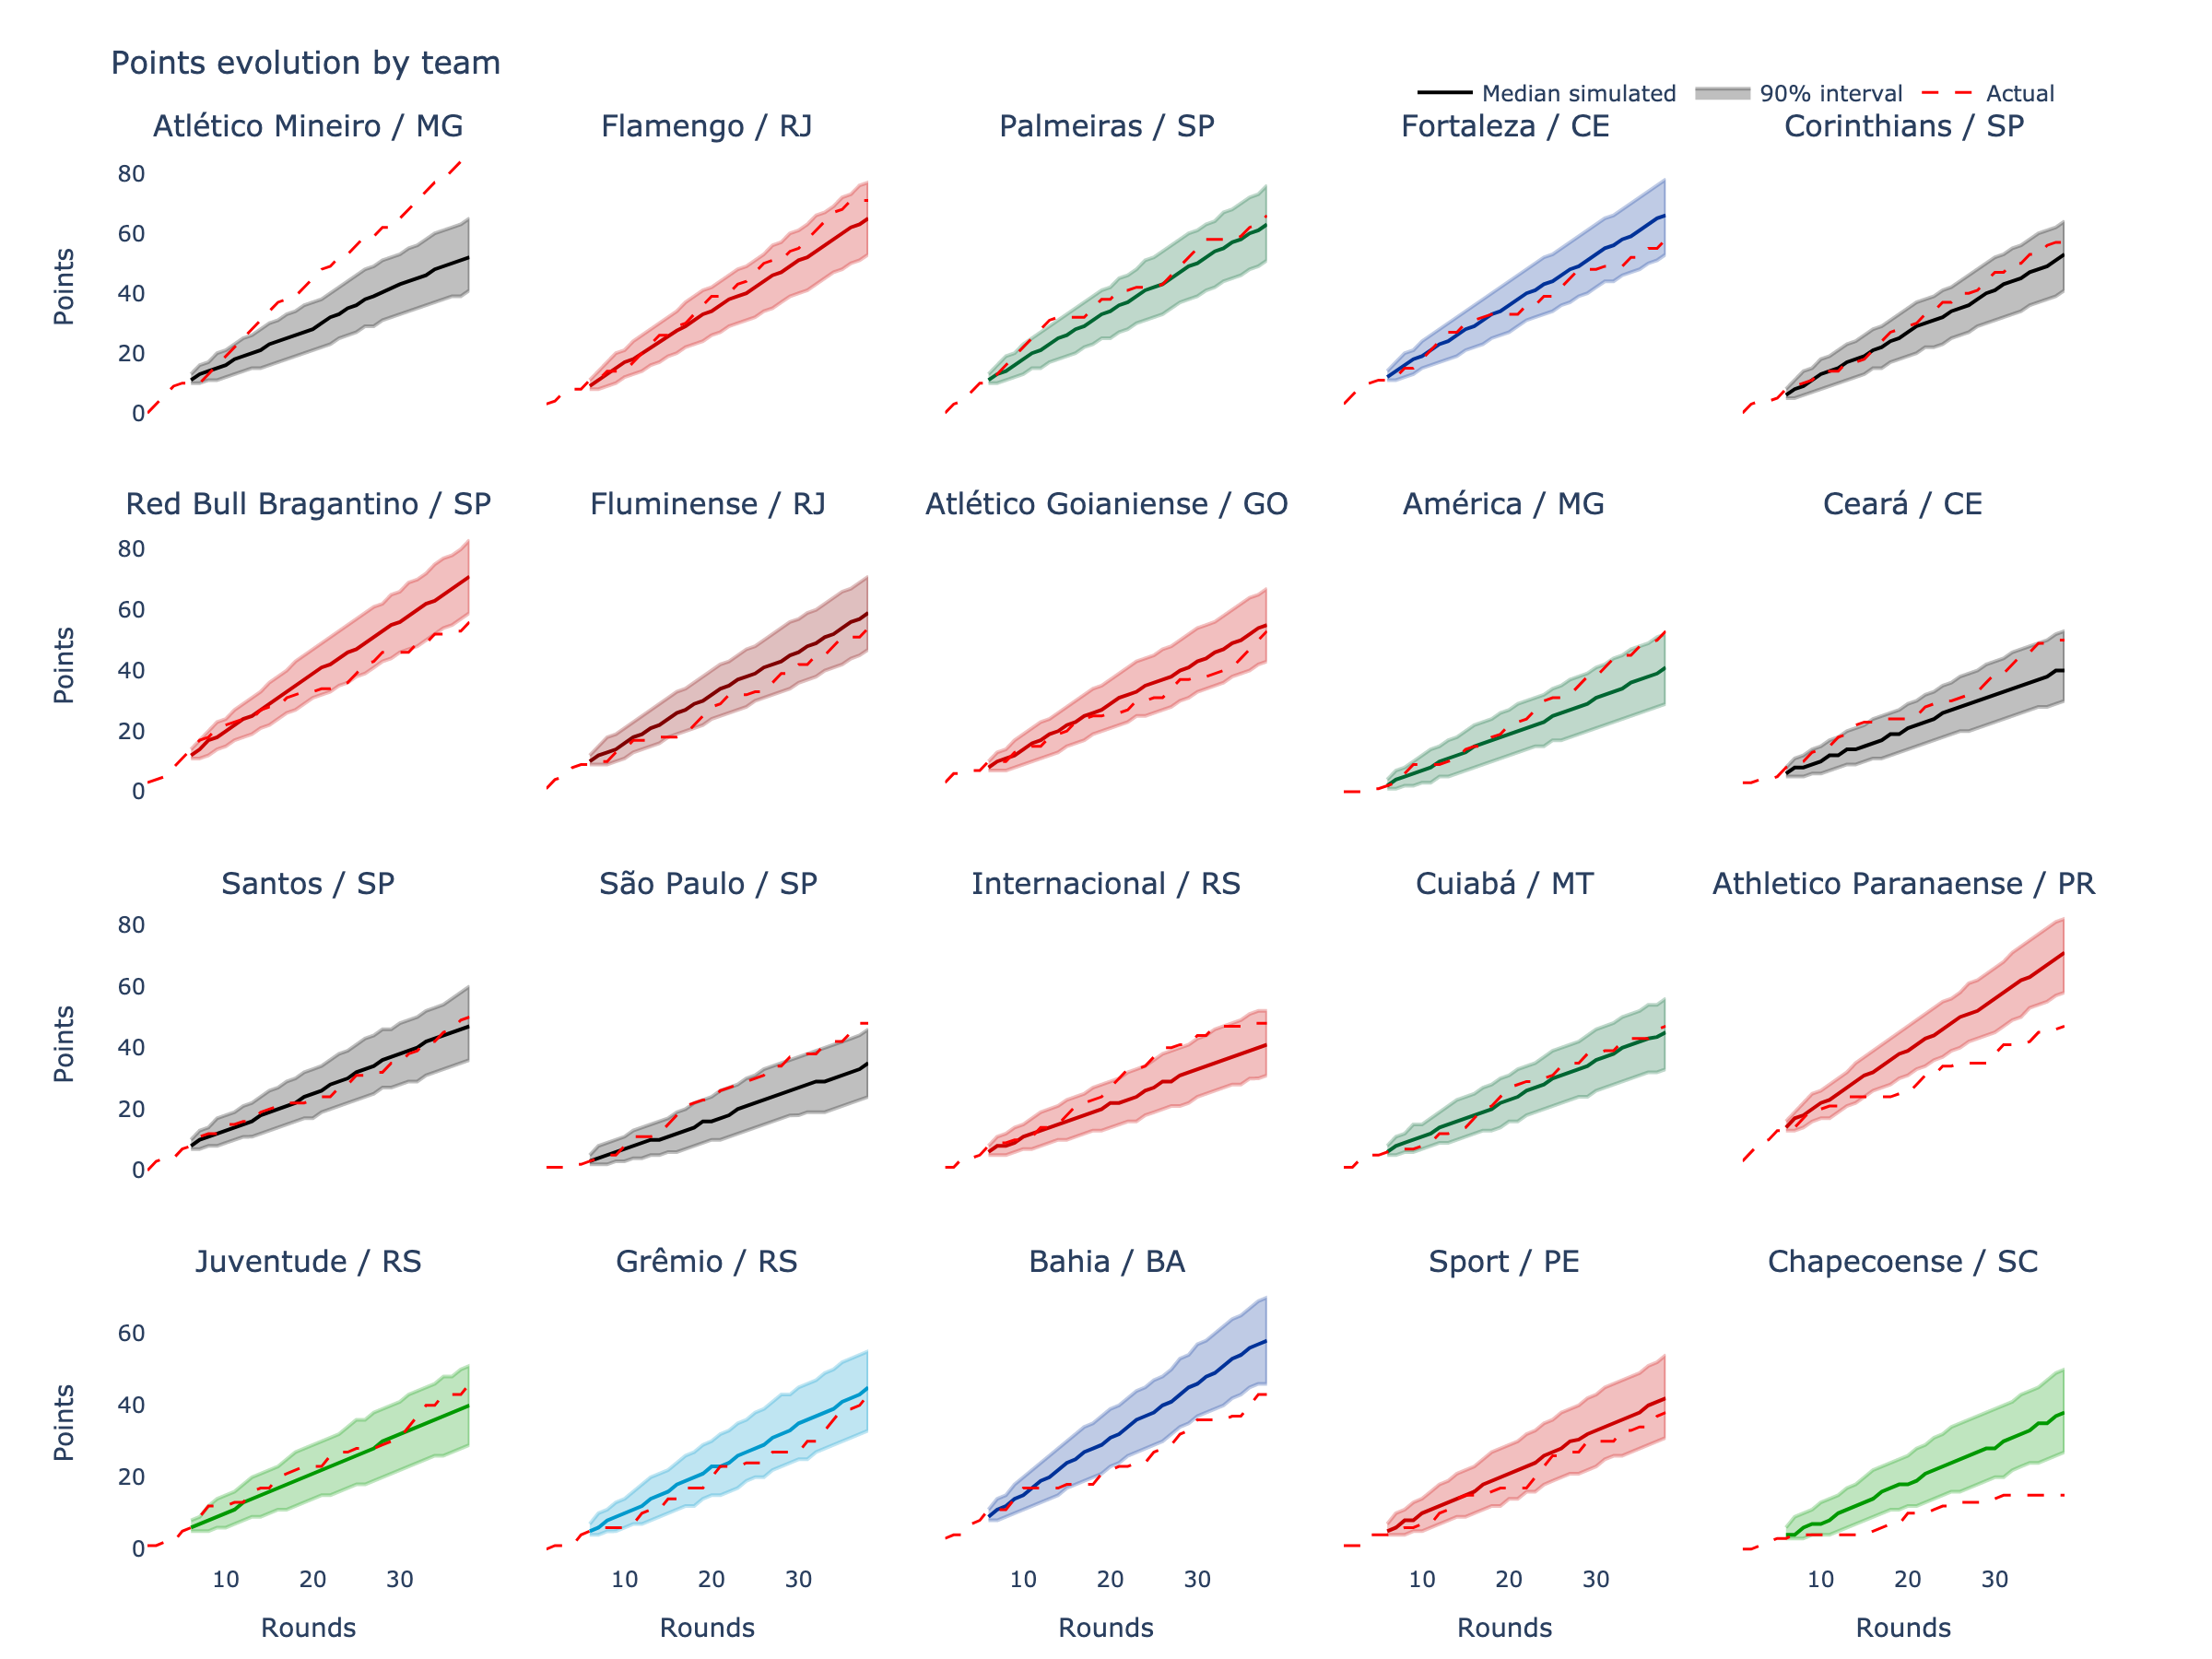 Points evolution by team
Median simulated 90% interval Actual
Atlético Mineiro / MG Flamengo / RJ Palmeiras / SP Fortaleza / CE Corinthians / SP
80
60
40
20
0
Points
Red Bull Bragantino / SP Fluminense / RJ Atlético Goianiense / GO América / MG Ceará / CE
80
60
40
20
0
Points
Santos / SP São Paulo / SP Internacional / RS Cuiabá / MT Athletico Paranaense / PR
80
60
40
20
0
Points
Juventude / RS Grêmio / RS Bahia / BA Sport / PE Chapecoense / SC
60
40
20
0
Points
10 20 30 10 20 30 10 20 30 10 20 30 10 20 30
Rounds Rounds Rounds Rounds Rounds